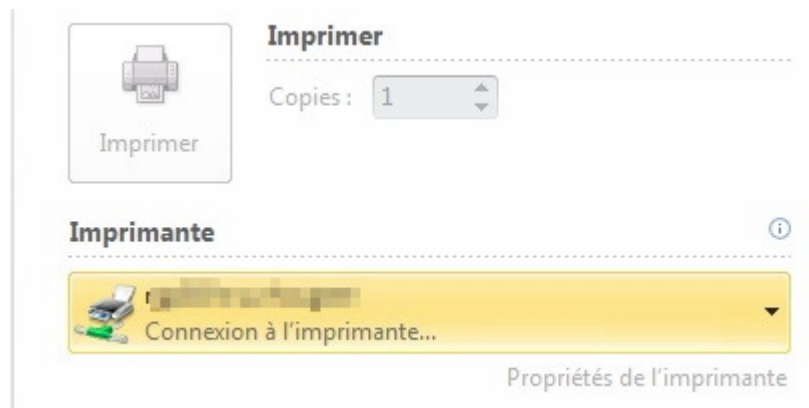 Imprimer
Copies : 1
Imprimer
Imprimante
Connexion à l'imprimante...
Propriétés de l'imprimante